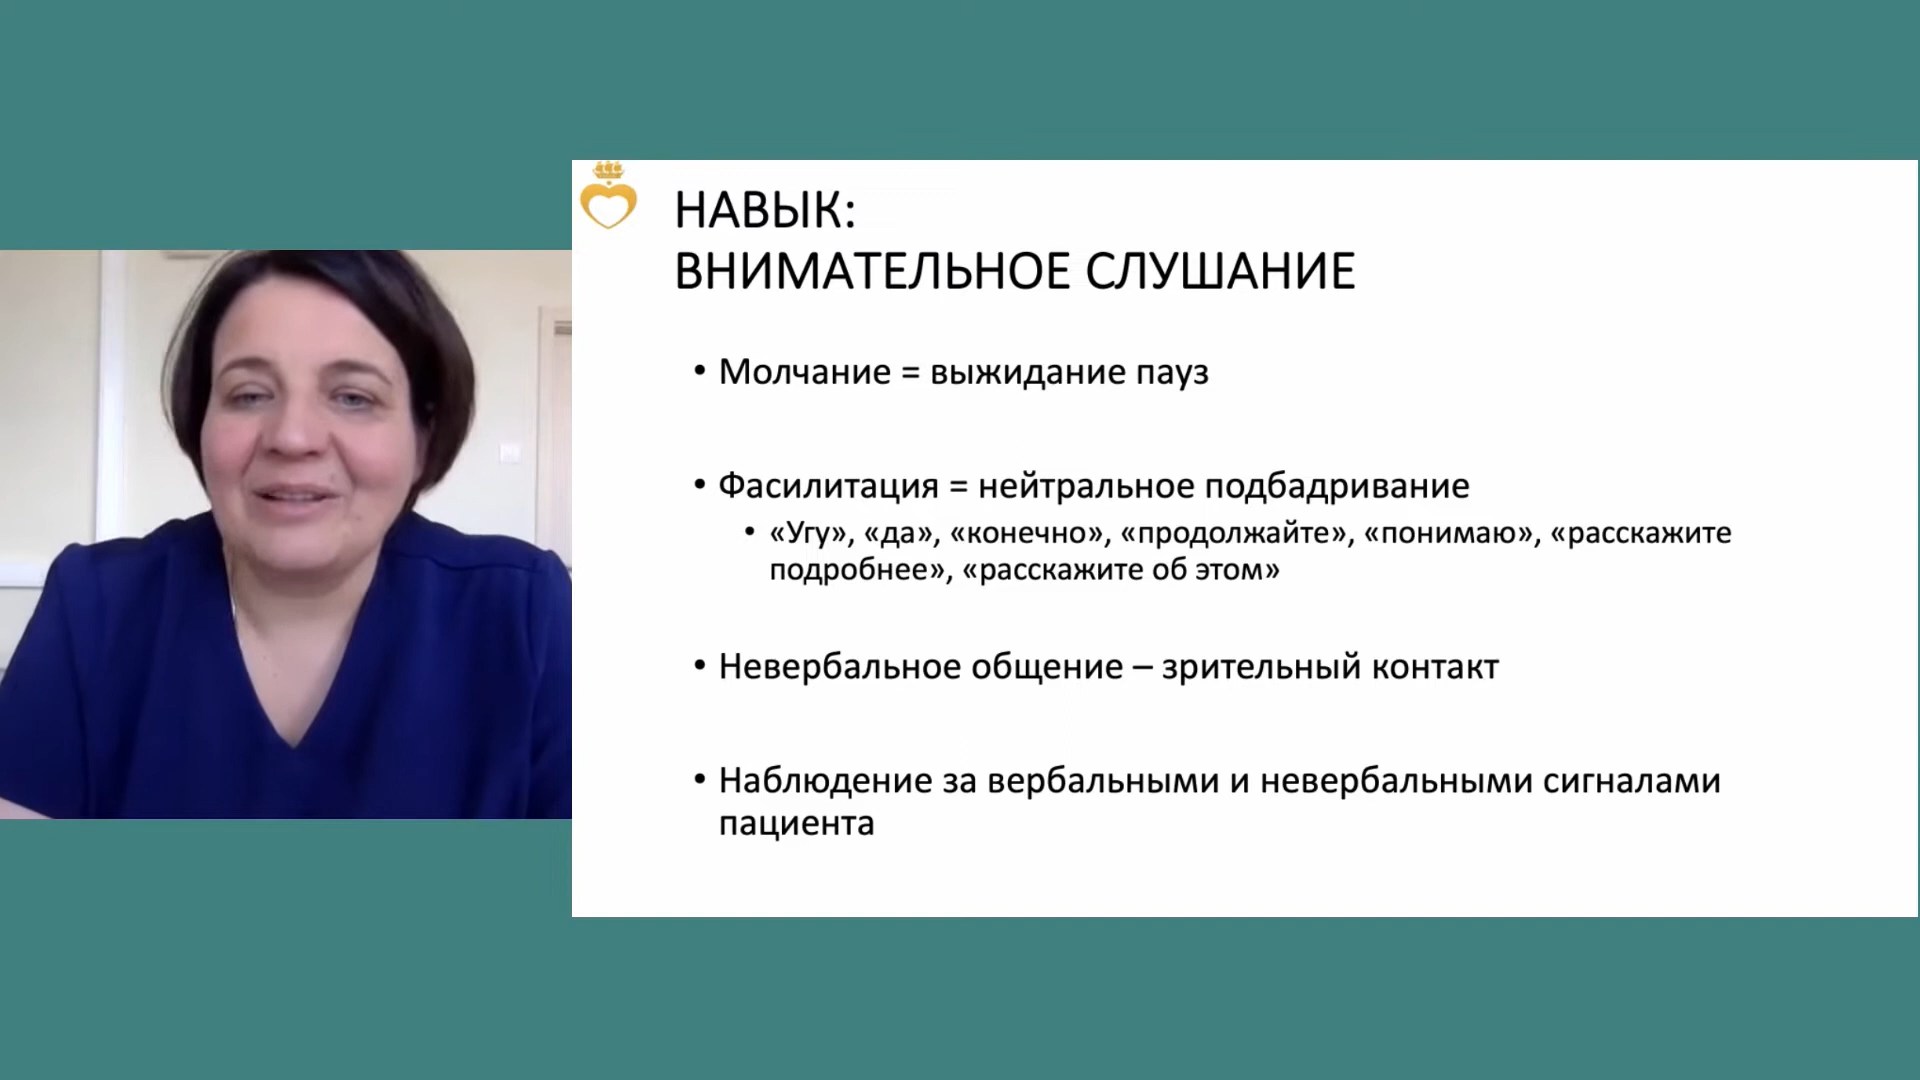 НАВЫК:
ВНИМАТЕЛЬНОЕ СЛУШАНИЕ
• Молчание = выжидание пауз
• Фасилитация = нейтральное подбадривание
• «Угу», «да», «конечно», «продолжайте», «понимаю», «расскажите
подробнее», «расскажите об этом»
• Невербальное общение – зрительный контакт
• Наблюдение за вербальными и невербальными сигналами
пациента